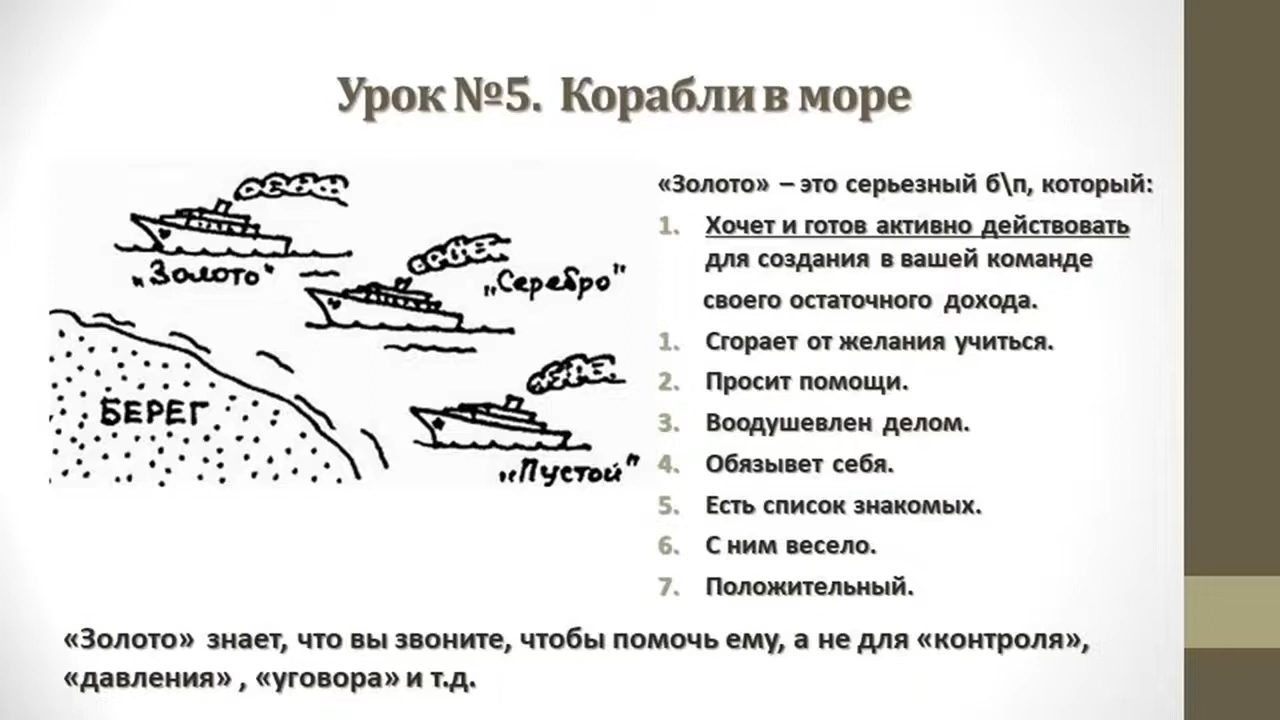 Урок №5. Корабли в море
„Золото"
„Серебро"
БЕРЕГ
„Пустой"
«Золото» – это серьезный б\п, который:
1. Хочет и готов активно действовать
для создания в вашей команде
своего остаточного дохода.
1. Сгорает от желания учиться.
2. Просит помощи.
3. Воодушевлен делом.
4. Обязывет себя.
5. Есть список знакомых.
6. С ним весело.
7. Положительный.
«Золото» знает, что вы звоните, чтобы помочь ему, а не для «контроля»,
«давления» , «уговора» и т.д.